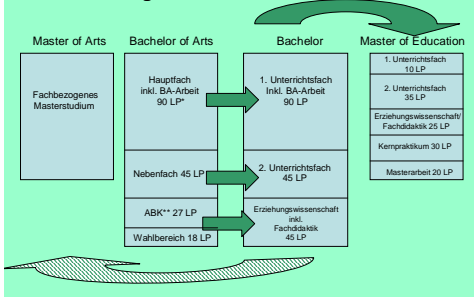 Master of Arts
Bachelor of Arts
Bachelor
Master of Education
Fachbezogenes
Masterstudium
Hauptfach
inkl. BA-Arbeit
90 LP*
Nebenfach 45 LP
ABK** 27 LP
Wahlbereich 18 LP
1. Unterrichtsfach
Inkl. BA-Arbeit
90 LP
2. Unterrichtsfach
45 LP
Erziehungswissenschaft
inkl.
Fachdidaktik
45 LP
1. Unterrichtsfach
10 LP
2. Unterrichtsfach
35 LP
Erziehungswissenschaft/
Fachdidaktik 25 LP
Kernpraktikum 30 LP
Masterarbeit 20 LP